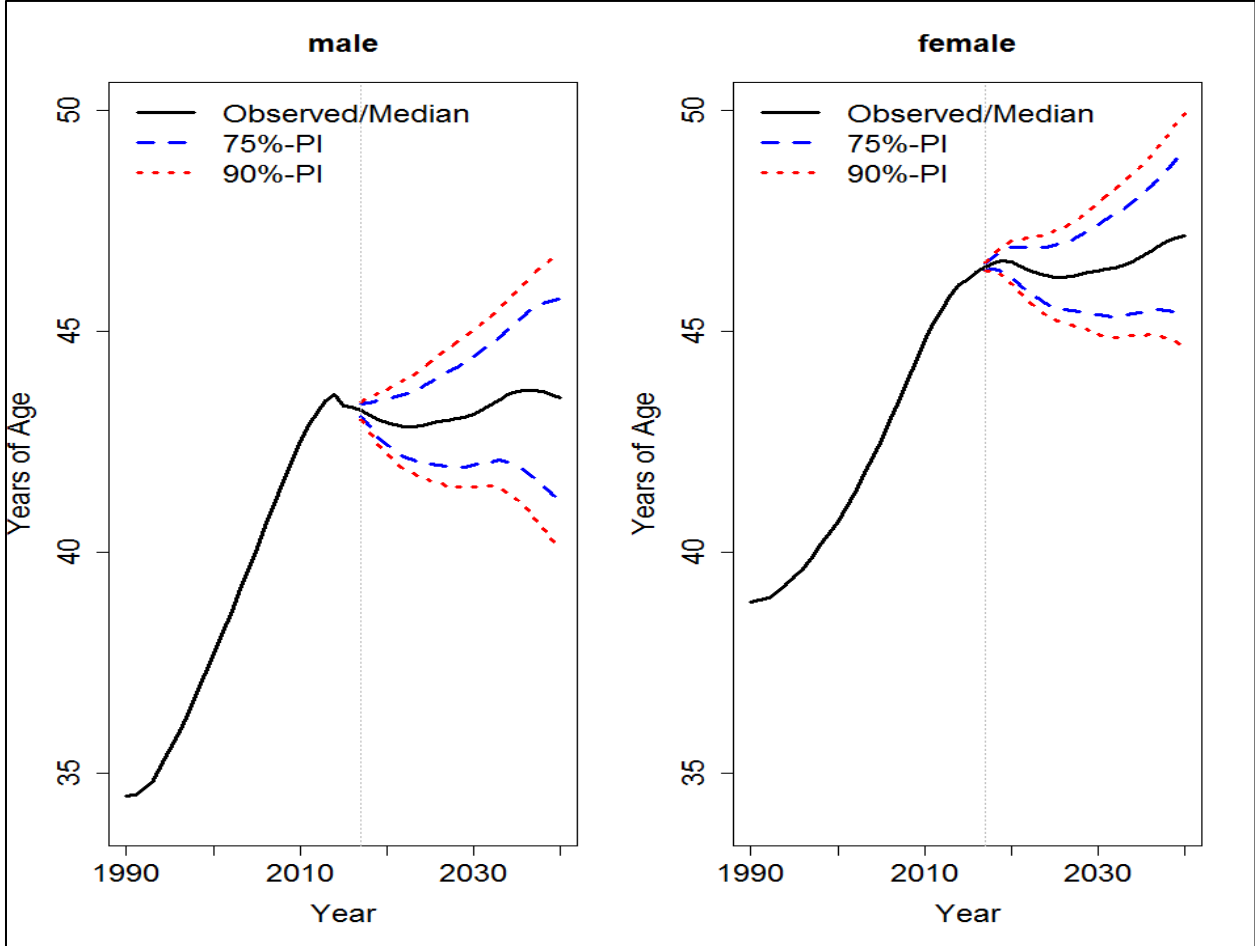 male
Observed/Median
75%-PI
90%-PI
50
45
40
35
Years of Age
1990
2010
2030
Year
female
Observed/Median
75%-PI
90%-PI
50
45
40
35
Years of Age
1990
2010
2030
Year